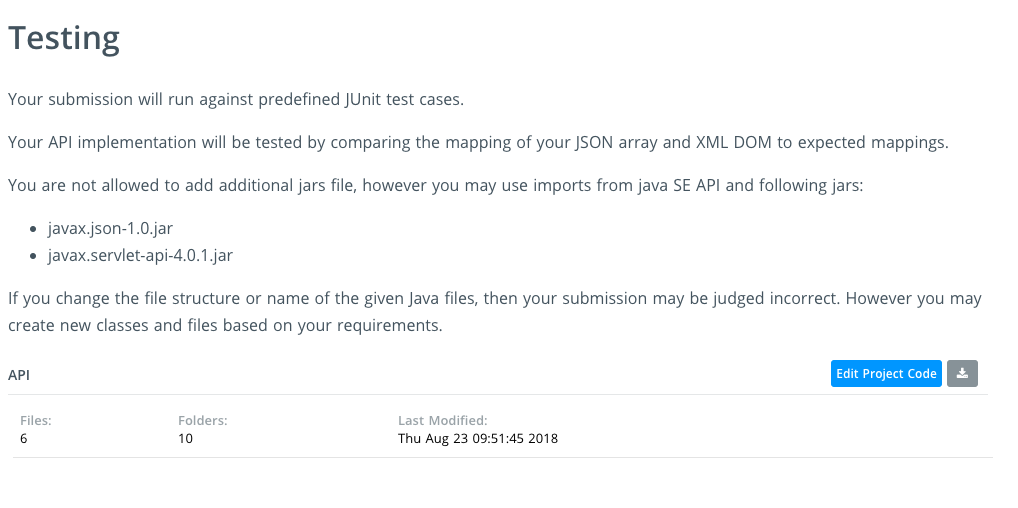 Testing
Your submission will run against predefined JUnit test cases.
Your API implementation will be tested by comparing the mapping of your JSON array and XML DOM to expected mappings.
You are not allowed to add additional jars file, however you may use imports from java SE API and following jars:
• javax.json-1.0.jar
• javax.servlet-api-4.0.1.jar
If you change the file structure or name of the given Java files, then your submission may be judged incorrect. However you may
create new classes and files based on your requirements.
API
Edit Project Code
Files: Folders: Last Modified:
6 10 Thu Aug 23 09:51:45 2018